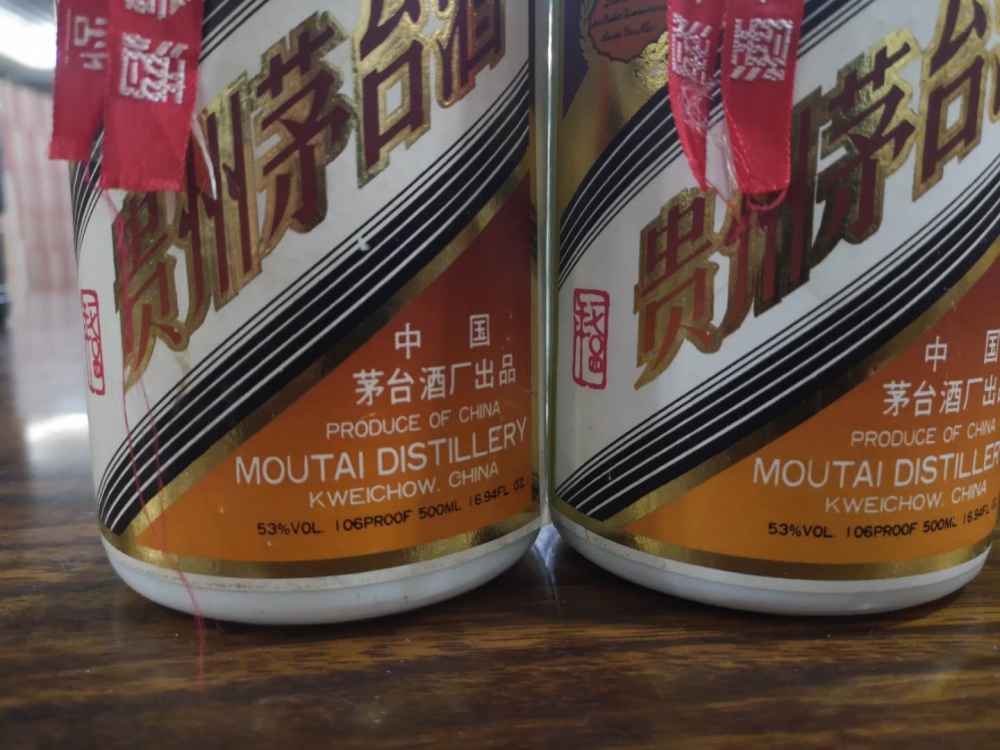 酒
贵州茅台酒
中国
茅台酒厂出品
PRODUCE OF CHINA
MOUTAI DISTILLERY
KWEICHOW. CHINA
53%VOL. 106PROOF 500ML 16.94FL OZ.
贵州茅台
中国
茅台酒厂出
PRODUCE OF CHINA
MOUTAI DISTILLER
KWEICHOW. CHINA
53%VOL. 106PROOF 500ML 16.94FL